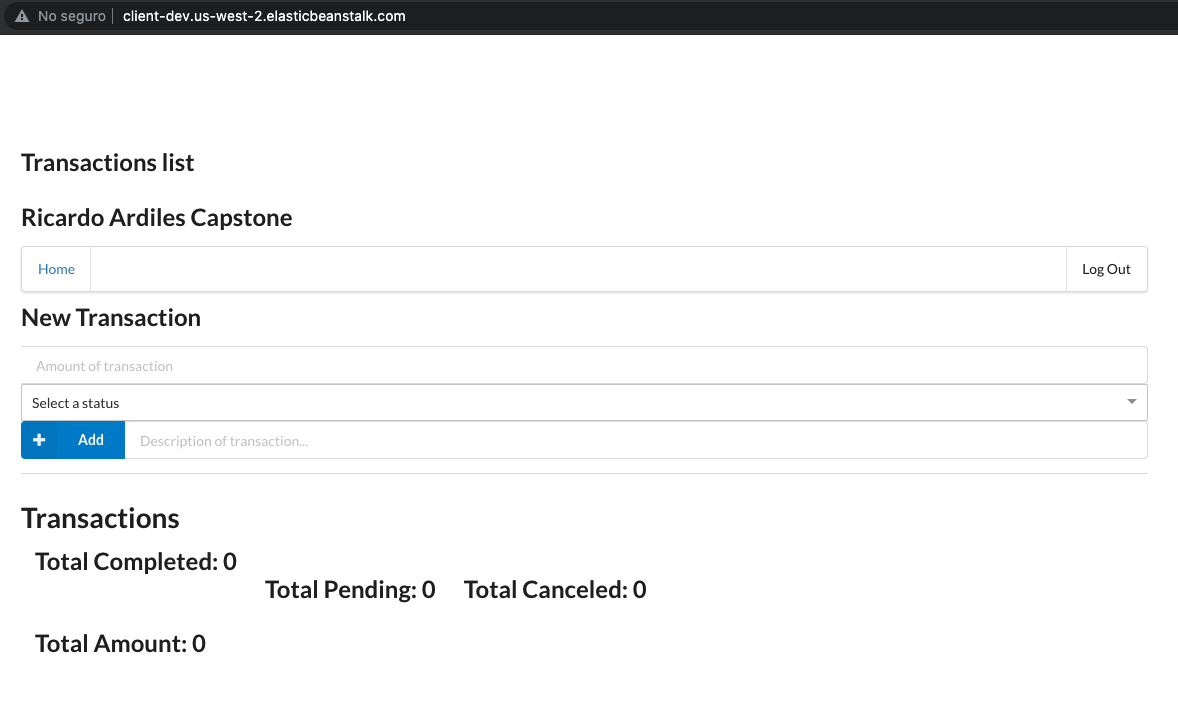 No seguro client-dev.us-west-2.elasticbeanstalk.com
Transactions list
Ricardo Ardiles Capstone
Home Log Out
New Transaction
Amount of transaction
Select a status
Add Description of transaction...
Transactions
Total Completed: 0
Total Pending: 0 Total Canceled: 0
Total Amount: 0